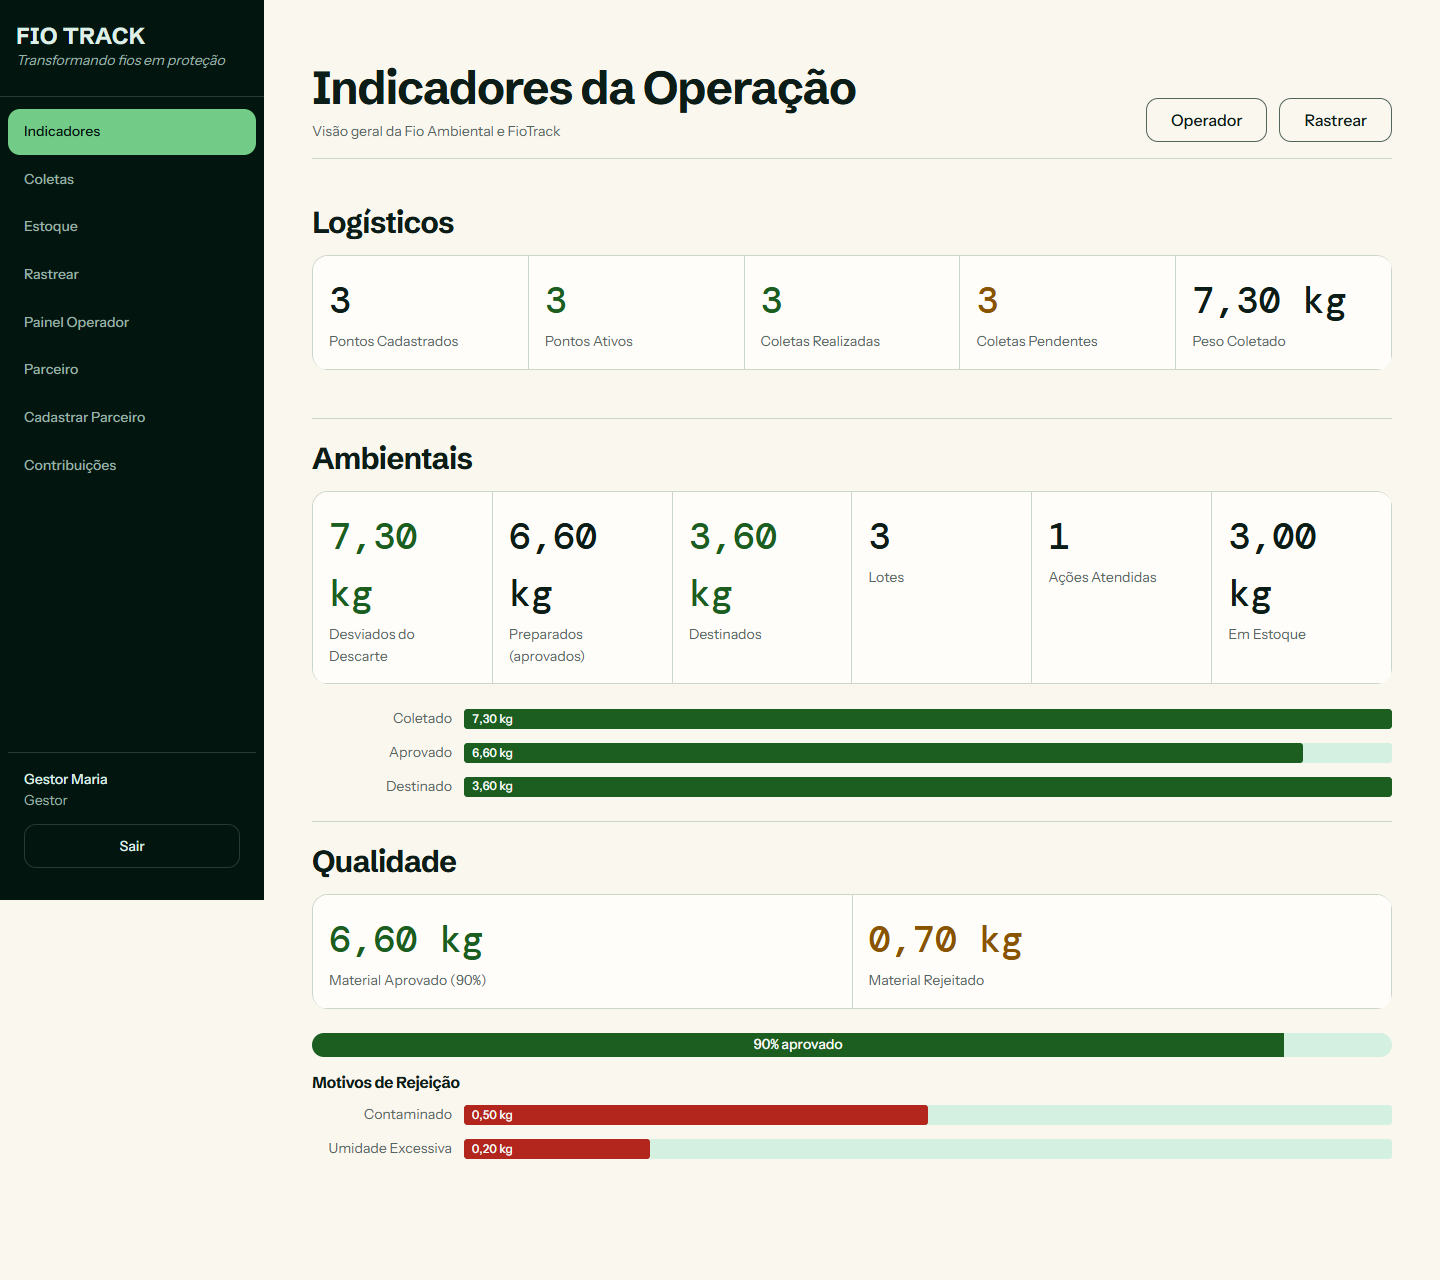 FIO TRACK
Transformando fios em proteção
Indicadores
Coletas
Estoque
Rastrear
Painel Operador
Parceiro
Cadastrar Parceiro
Contribuições
Gestor Maria
Gestor
Sair
Indicadores da Operação
Visão geral da Fio Ambiental e FioTrack
Operador
Rastrear
Logísticos
3
Pontos Cadastrados
3
Pontos Ativos
3
Coletas Realizadas
3
Coletas Pendentes
7,30 kg
Peso Coletado
Ambientais
7,30
kg
Desviados do
Descarte
6,60
kg
Preparados
(aprovados)
3,60
kg
Destinados
3
Lotes
1
Ações Atendidas
3,00
kg
Em Estoque
Coletado 7,30 kg
Aprovado 6,60 kg
Destinado 3,60 kg
Qualidade
6,60 kg
Material Aprovado (90%)
0,70 kg
Material Rejeitado
90% aprovado
Motivos de Rejeição
Contaminado 0,50 kg
Umidade Excessiva 0,20 kg